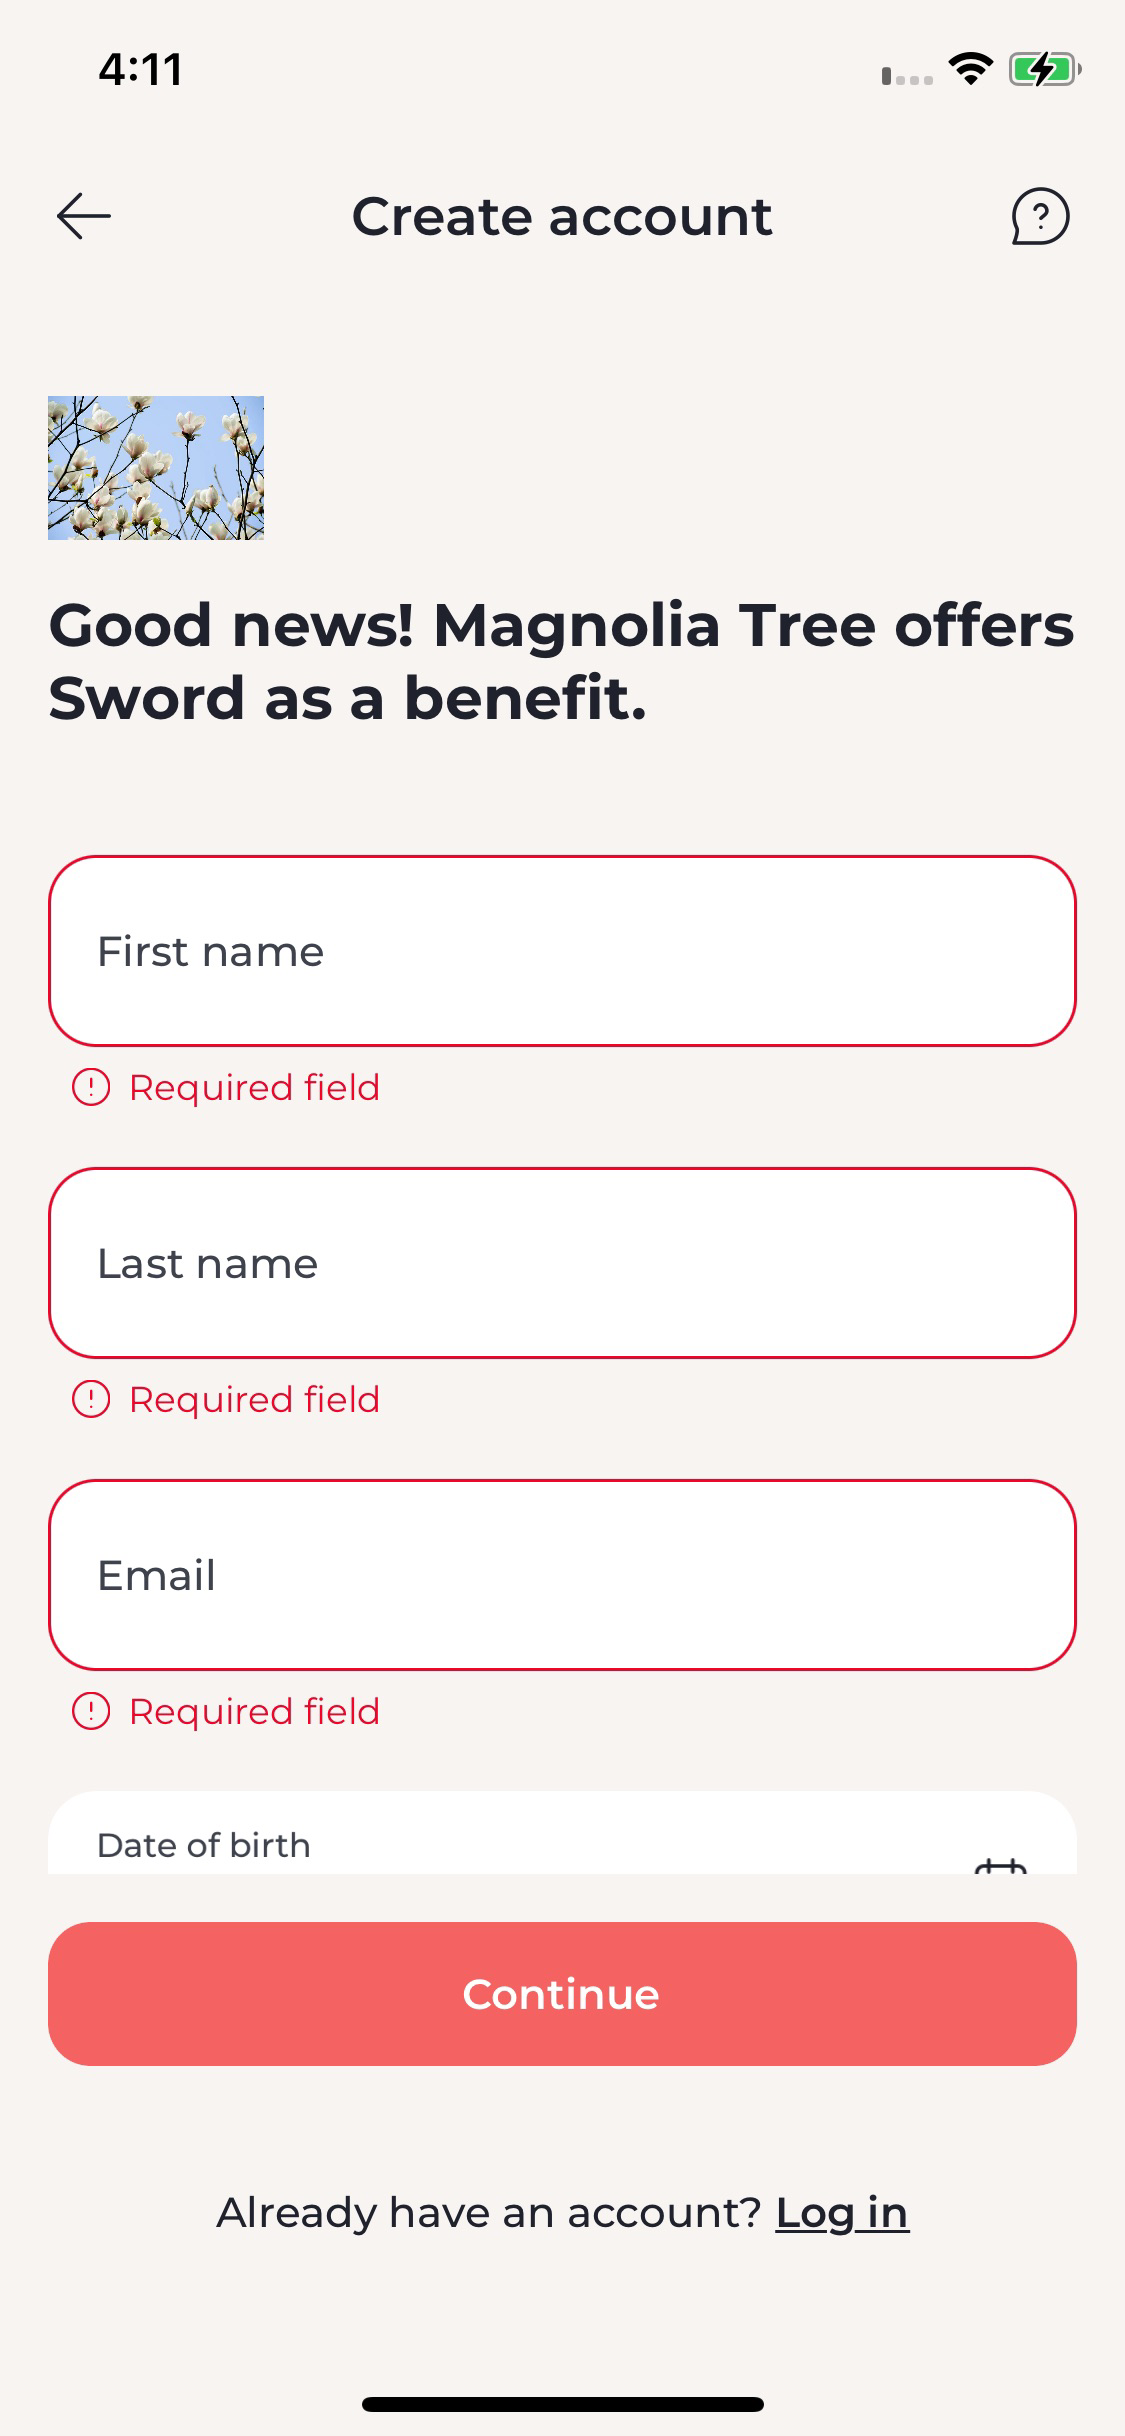 4:11
Create account
Good news! Magnolia Tree offers
Sword as a benefit.
First name
Required field
Last name
Required field
Email
Required field
Date of birth
Continue
Already have an account? Log in